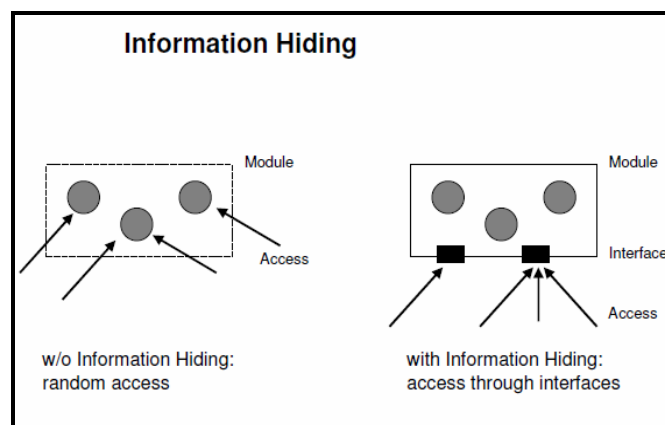 Information Hiding
Module
Access
w/o Information Hiding:
random access
Module
Interface
Access
with Information Hiding:
access through interfaces